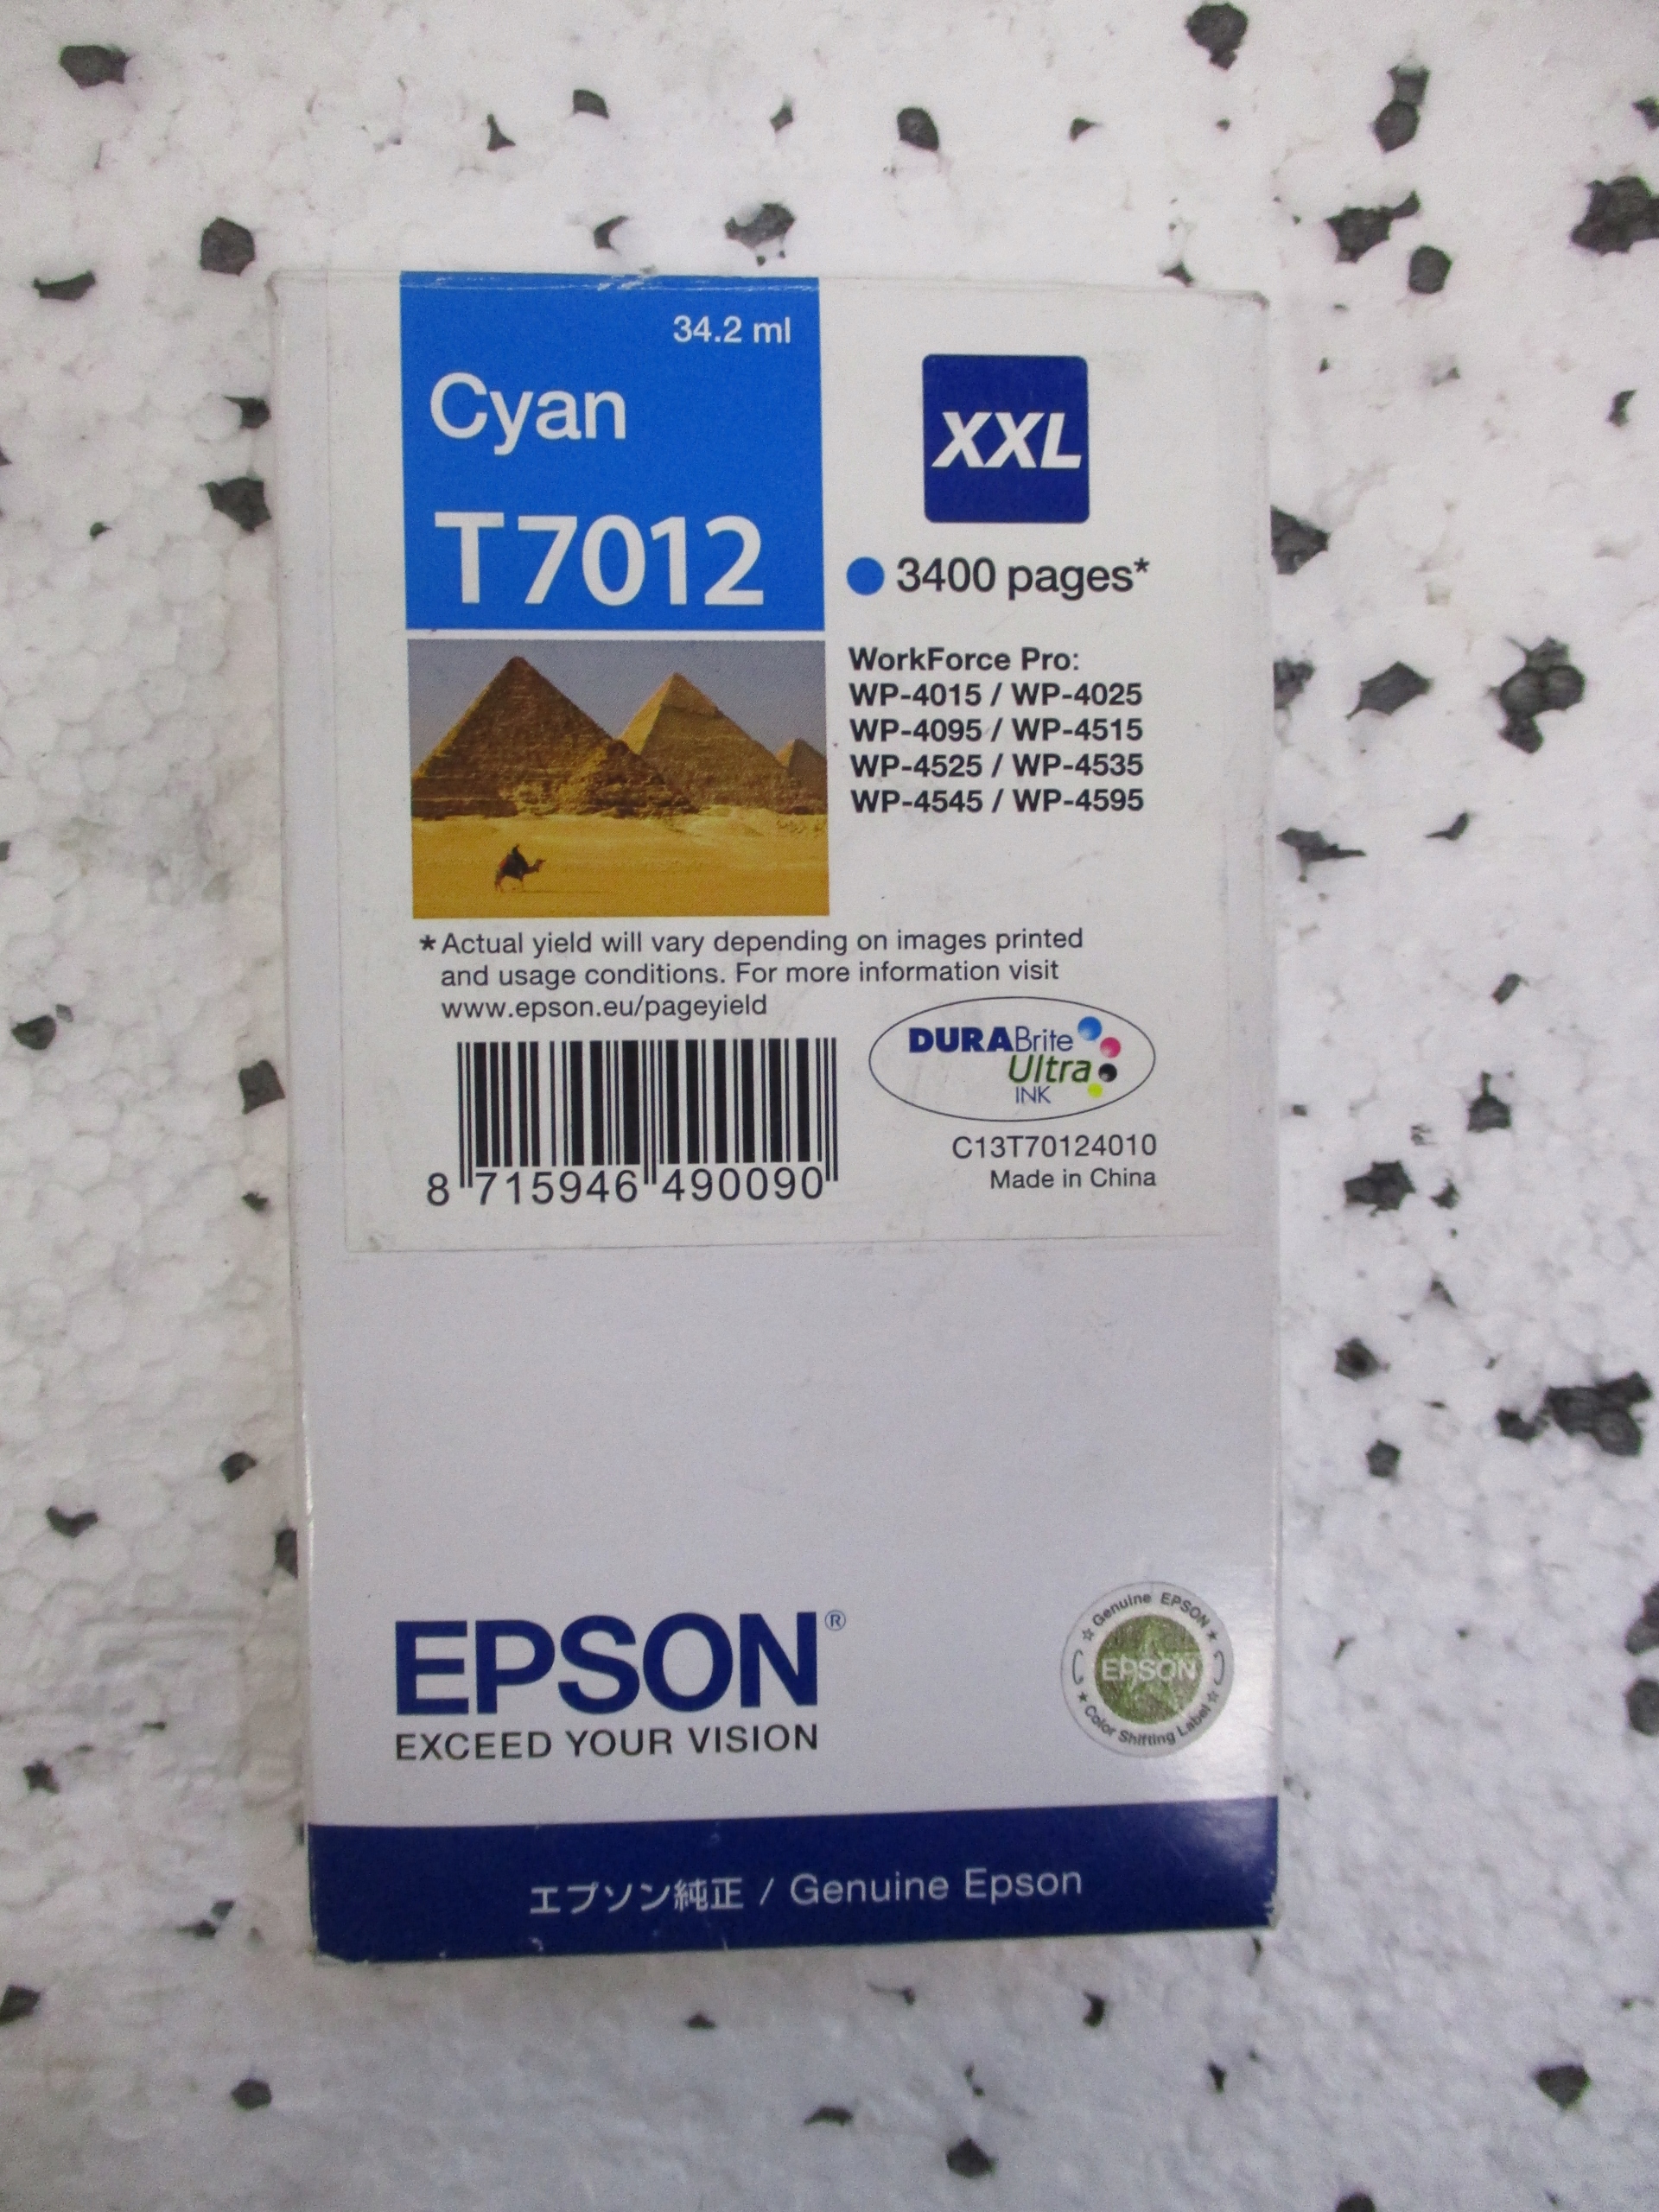 34.2 ml
Cyan
T7012
XXL
3400 pages*
WorkForce Pro:
WP-4015 / WP-4025
WP-4095 / WP-4515
WP-4525 / WP-4535
WP-4545 / WP-4595
* Actual yield will vary depending on images printed
and usage conditions. For more information visit
www.epson.eu/pageyield
DURABrite
Ultra
INK
8 715946 490090
C13T70124010
Made in China
EPSON®
EXCEED YOUR VISION
Genuine EPSON
EPSON
Color Shifting Label
エプソン純正 / Genuine Epson